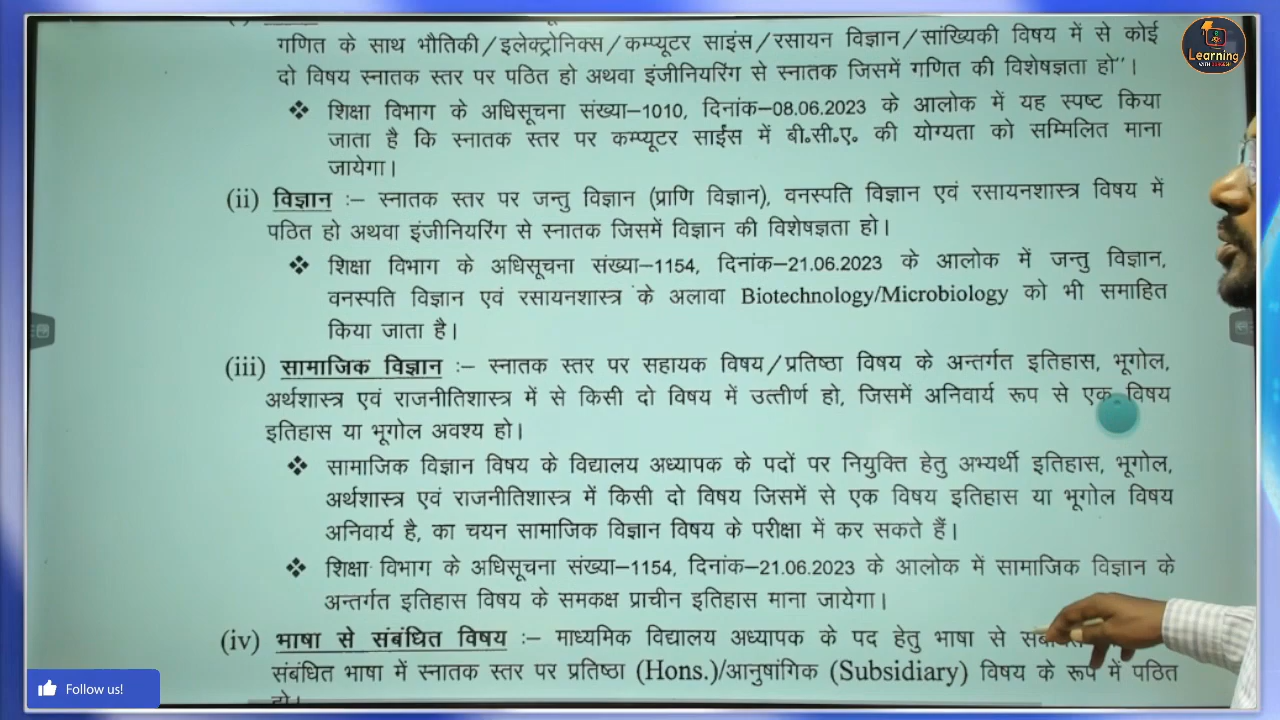 गणित के साथ भौतिकी/इलेक्ट्रोनिक्स/कम्प्यूटर साइंस/रसायन विज्ञान/सांख्यिकी विषय में से कोई
दो विषय स्नातक स्तर पर पठित हो अथवा इंजीनियरिंग से स्नातक जिसमें गणित की विशेषज्ञता हो"।
❖ शिक्षा विभाग के अधिसूचना संख्या–1010, दिनांक–08.06.2023 के आलोक में यह स्पष्ट किया
जाता है कि स्नातक स्तर पर कम्प्यूटर साईंस में बी॰सी॰ए॰ की योग्यता को सम्मिलित माना
जायेगा।
(ii) विज्ञान :– स्नातक स्तर पर जन्तु विज्ञान (प्राणि विज्ञान), वनस्पति विज्ञान एवं रसायनशास्त्र विषय में
पठित हो अथवा इंजीनियरिंग से स्नातक जिसमें विज्ञान की विशेषज्ञता हो।
❖ शिक्षा विभाग के अधिसूचना संख्या–1154, दिनांक–21.06.2023 के आलोक में जन्तु विज्ञान,
वनस्पति विज्ञान एवं रसायनशास्त्र के अलावा Biotechnology/Microbiology को भी समाहित
किया जाता है।
(iii) सामाजिक विज्ञान :– स्नातक स्तर पर सहायक विषय/प्रतिष्ठा विषय के अन्तर्गत इतिहास, भूगोल,
अर्थशास्त्र एवं राजनीतिशास्त्र में से किसी दो विषय में उत्तीर्ण हो, जिसमें अनिवार्य रूप से एक विषय
इतिहास या भूगोल अवश्य हो।
❖ सामाजिक विज्ञान विषय के विद्यालय अध्यापक के पदों पर नियुक्ति हेतु अभ्यर्थी इतिहास, भूगोल,
अर्थशास्त्र एवं राजनीतिशास्त्र में किसी दो विषय जिसमें से एक विषय इतिहास या भूगोल विषय
अनिवार्य है, का चयन सामाजिक विज्ञान विषय के परीक्षा में कर सकते हैं।
❖ शिक्षा विभाग के अधिसूचना संख्या–1154, दिनांक–21.06.2023 के आलोक में सामाजिक विज्ञान के
अन्तर्गत इतिहास विषय के समकक्ष प्राचीन इतिहास माना जायेगा।
(iv) भाषा से संबंधित विषय :– माध्यमिक विद्यालय अध्यापक के पद हेतु भाषा से
संबंधित भाषा में स्नातक स्तर पर प्रतिष्ठा (Hons.)/आनुषांगिक (Subsidiary) विषय के रूप में पठित
Learning
Follow us!